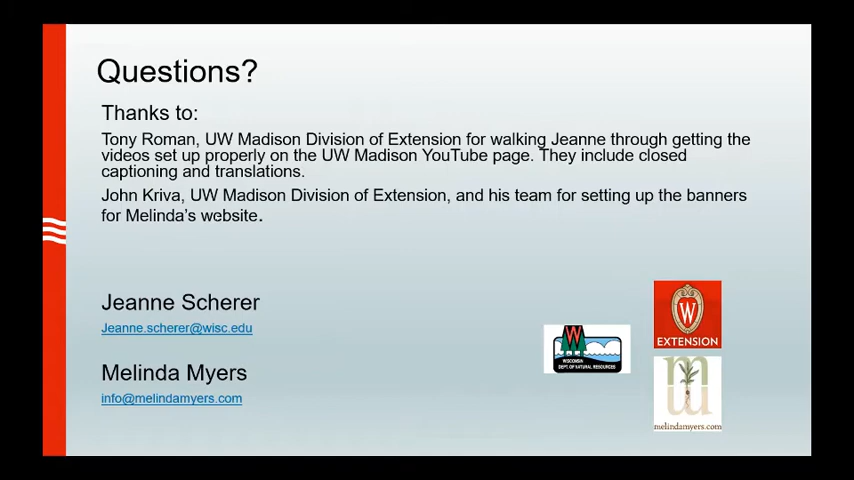 Questions?
Thanks to:
Tony Roman, UW Madison Division of Extension for walking Jeanne through getting the
videos set up properly on the UW Madison YouTube page. They include closed
captioning and translations.
John Kriva, UW Madison Division of Extension, and his team for setting up the banners
for Melinda's website.
Jeanne Scherer
Jeanne.scherer@wisc.edu
Melinda Myers
info@melindamyers.com
W
EXTENSION
W
WISCONSIN
DEPT. OF NATURAL RESOURCES
m
m
melindamyers.com